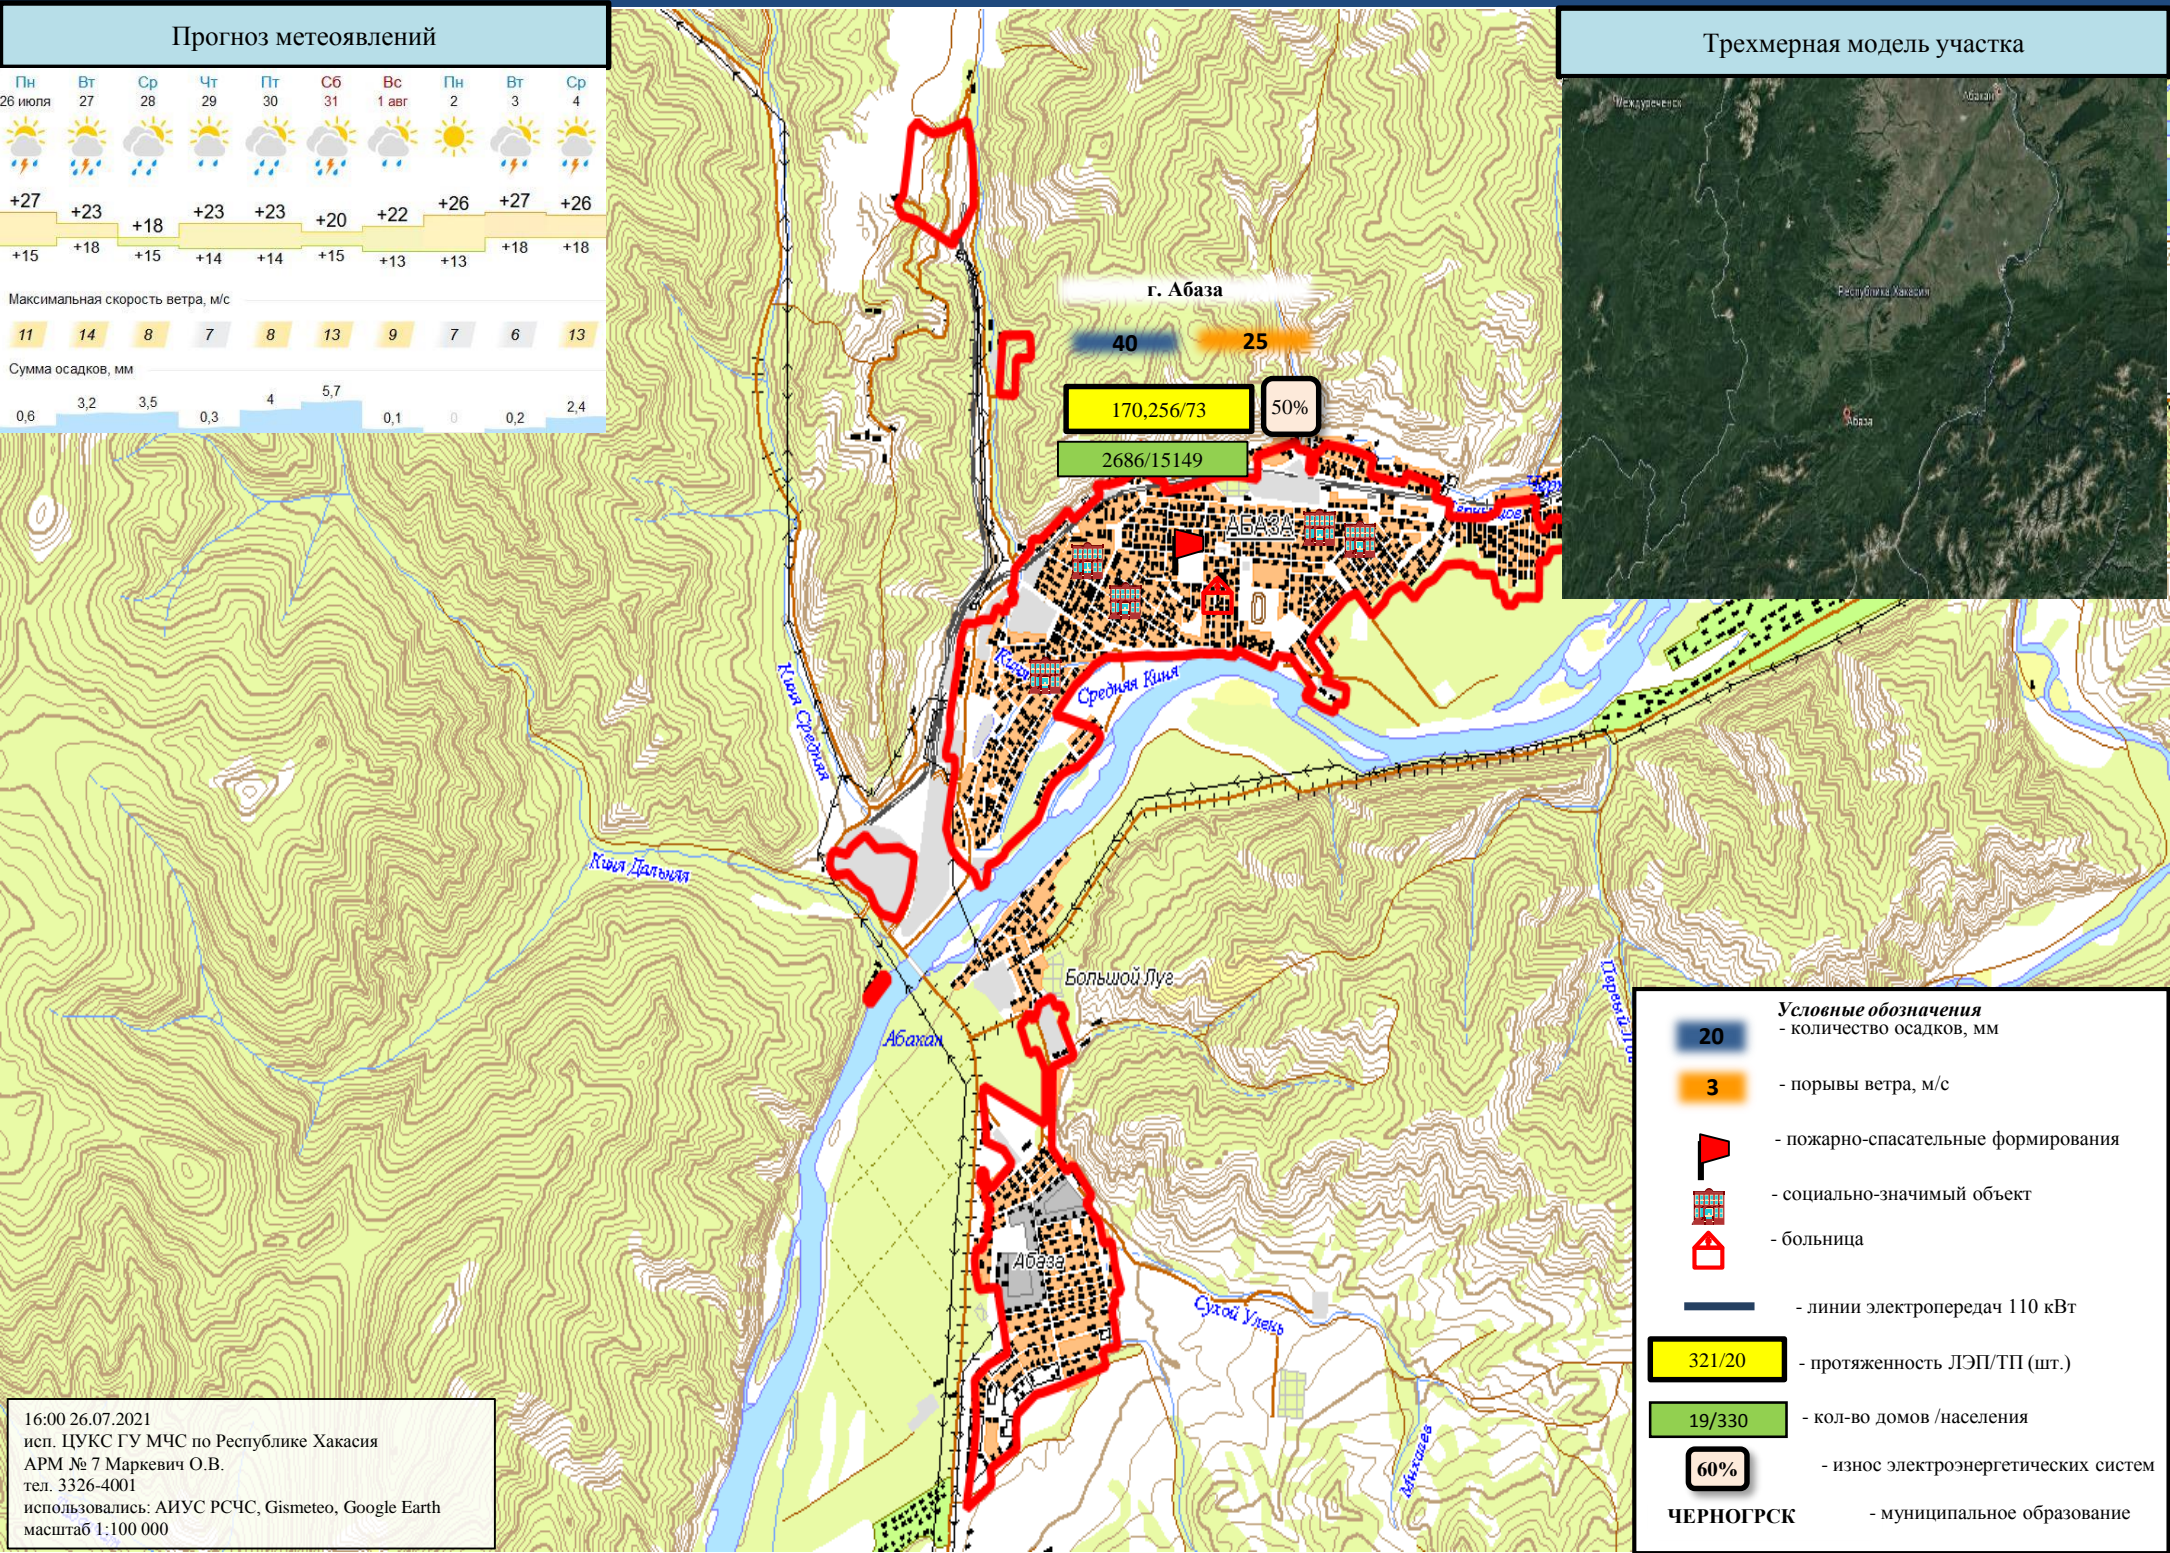 Прогноз метеоявлений
Пн Вт Ср Чт Пт Сб Вс Пн Вт Ср
26 июля 27 28 29 30 31 1 авг 2 3 4
+27 +23 +18 +23 +23 +20 +22 +26 +27 +26
+15 +18 +15 +14 +14 +15 +13 +13 +18 +18
Максимальная скорость ветра, м/с
11 14 8 7 8 13 9 7 6 13
Сумма осадков, мм
0,6 3,2 3,5 0,3 4 5,7 0,1 0 0,2 2,4
Трехмерная модель участка
Междуреченск
Абакан
Республика Хакасия
Абаза
г. Абаза
40 25
170,256/73 50%
2686/15149
АБАЗА
Киня Средняя
Средняя Киня
Киня Дальняя
Большой Луг
Абакан
Абаза
Сухой Улень
Условные обозначения
20 - количество осадков, мм
3 - порывы ветра, м/с
- пожарно-спасательные формирования
- социально-значимый объект
- больница
- линии электропередач 110 кВт
321/20 - протяженность ЛЭП/ТП (шт.)
19/330 - кол-во домов /населения
60% - износ электроэнергетических систем
ЧЕРНОГРСК - муниципальное образование
16:00 26.07.2021
исп. ЦУКС ГУ МЧС по Республике Хакасия
АРМ № 7 Маркевич О.В.
тел. 3326-4001
использовались: АИУС РСЧС, Gismeteo, Google Earth
масштаб 1:100 000